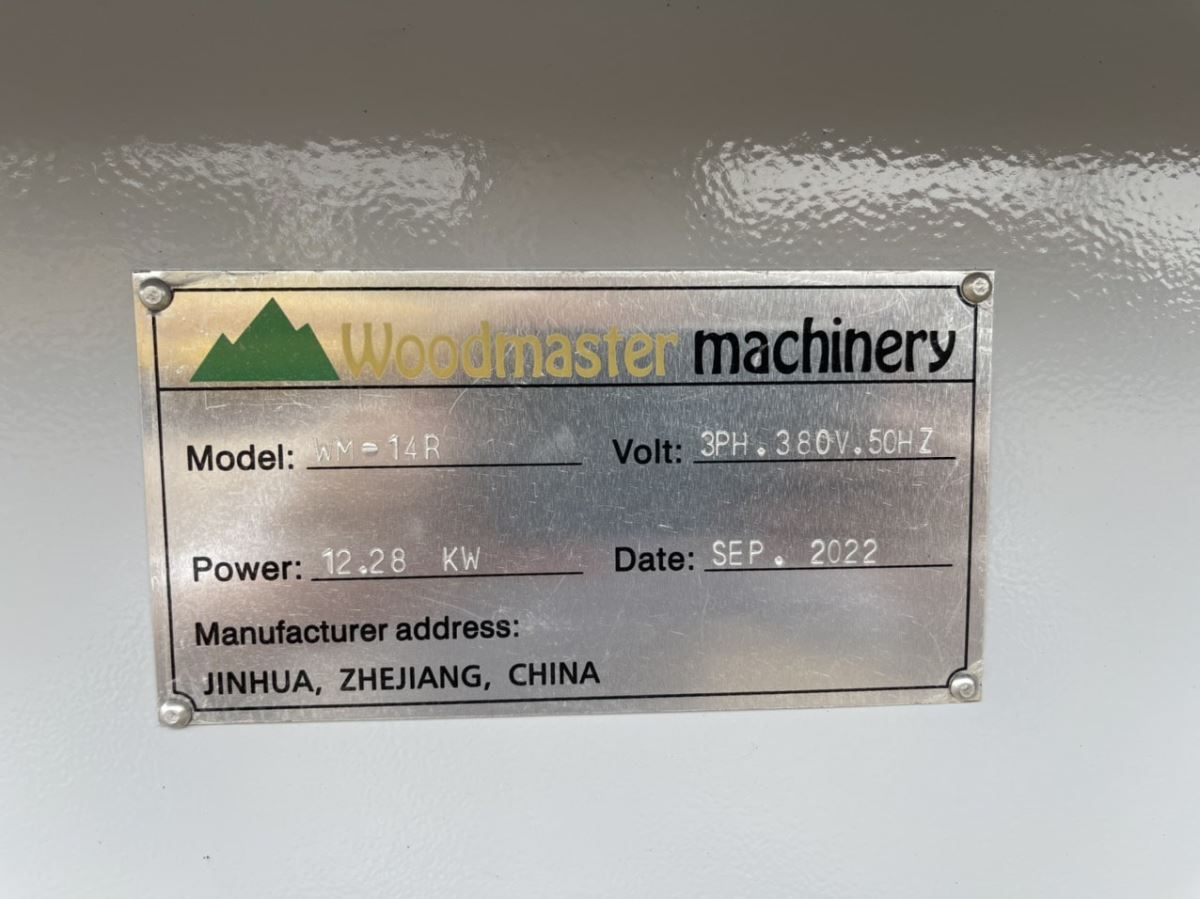 Woodmaster machinery
Model: WM-14R Volt: 3PH.380V.50HZ
Power: 12.28 KW Date: SEP. 2022
Manufacturer address:
JINHUA, ZHEJIANG, CHINA